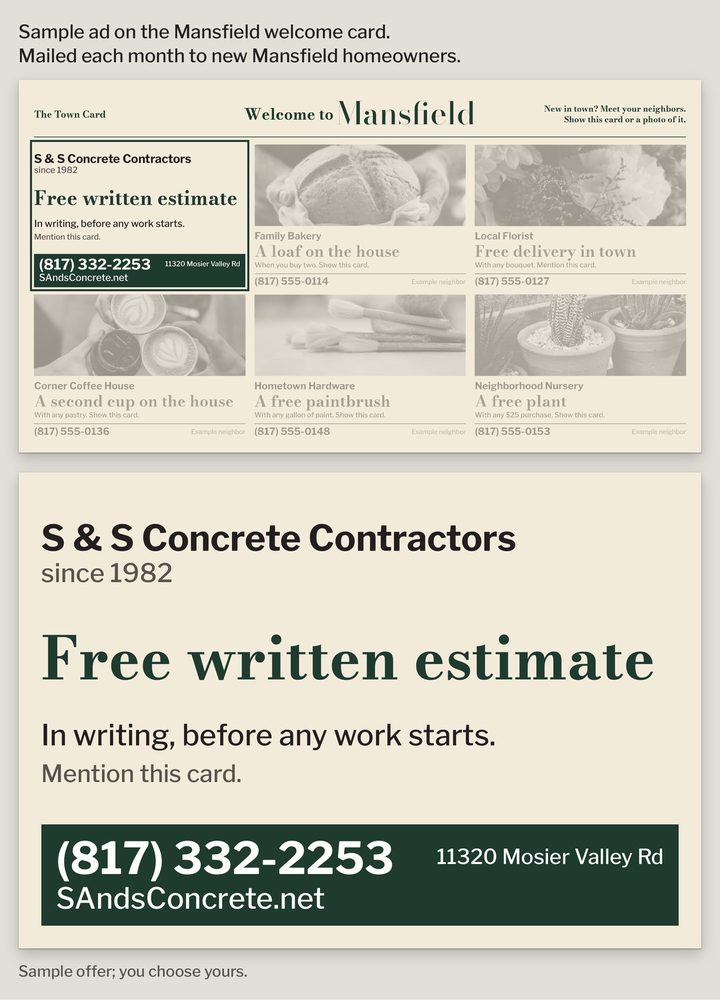 Sample ad on the Mansfield welcome card.
Mailed each month to new Mansfield homeowners.
The Town Card
Welcome to Mansfield
New in town? Meet your neighbors.
Show this card or a photo of it.
S & S Concrete Contractors
since 1982
Free written estimate
In writing, before any work starts.
Mention this card.
(817) 332-2253
11320 Mosier Valley Rd
SAndsConcrete.net
Family Bakery
A loaf on the house
When you buy two. Show this card.
(817) 555-0114
Example neighbor
Local Florist
Free delivery in town
With any bouquet. Mention this card.
(817) 555-0127
Example neighbor
Corner Coffee House
A second cup on the house
With any pastry. Show this card.
(817) 555-0136
Example neighbor
Hometown Hardware
A free paintbrush
With any gallon of paint. Show this card.
(817) 555-0148
Example neighbor
Neighborhood Nursery
A free plant
With any $25 purchase. Show this card.
(817) 555-0153
Example neighbor
S & S Concrete Contractors
since 1982
Free written estimate
In writing, before any work starts.
Mention this card.
(817) 332-2253
11320 Mosier Valley Rd
SAndsConcrete.net
Sample offer; you choose yours.